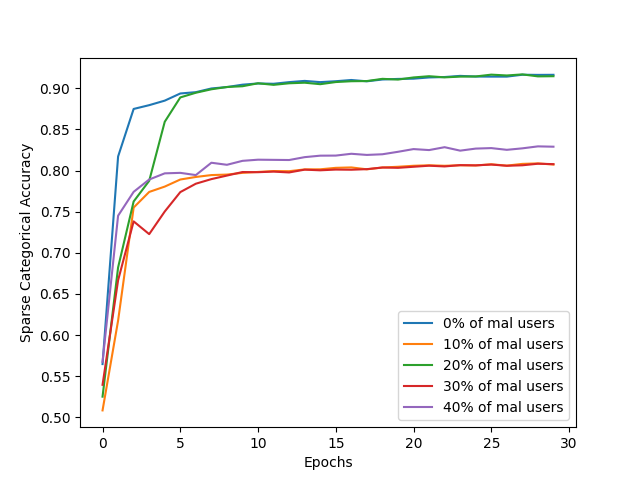 0.90
0.85
0.80
0.75
0.70
0.65
0.60
0.55
0.50
Sparse Categorical Accuracy
0 5 10 15 20 25 30
Epochs
0% of mal users
10% of mal users
20% of mal users
30% of mal users
40% of mal users